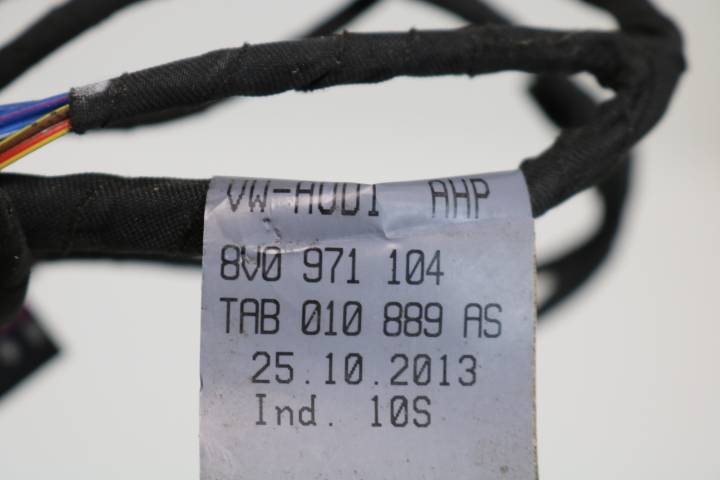 VW-AUDI AHP
8V0 971 104
TAB 010 889 AS
25.10.2013
Ind. 10S